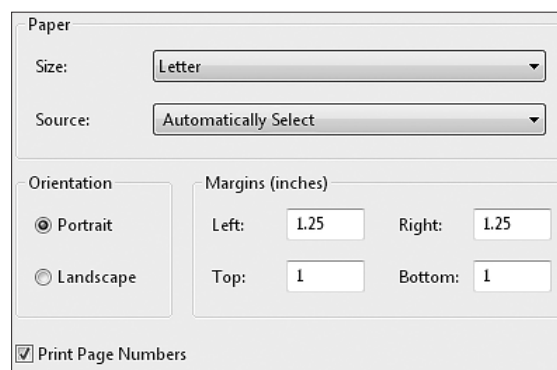 Paper
Size: Letter
Source: Automatically Select
Orientation
Portrait
Landscape
Margins (inches)
Left: 1.25 Right: 1.25
Top: 1 Bottom: 1
Print Page Numbers